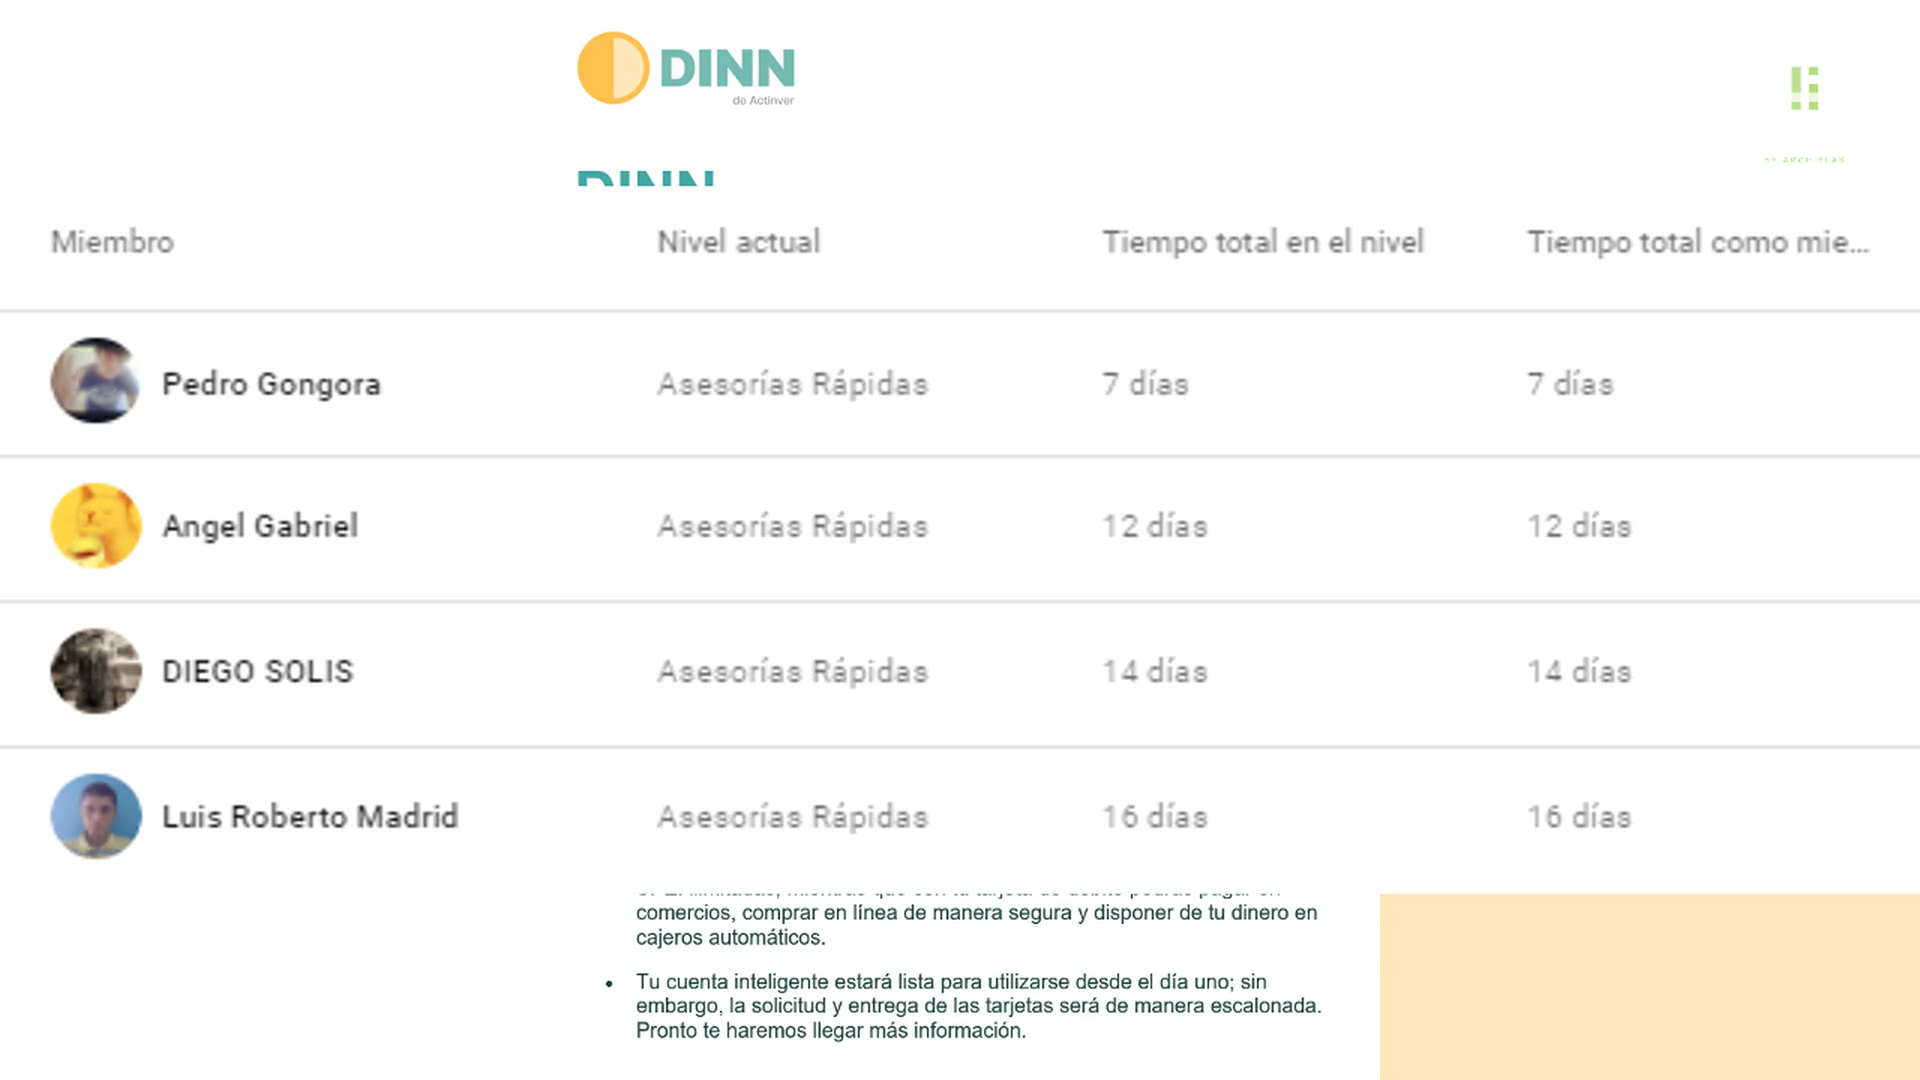 DINN
de Actinver
BY ARCHIPLAB
DINN
Miembro Nivel actual Tiempo total en el nivel Tiempo total como mie...
Pedro Gongora Asesorías Rápidas 7 días 7 días
Angel Gabriel Asesorías Rápidas 12 días 12 días
DIEGO SOLIS Asesorías Rápidas 14 días 14 días
Luis Roberto Madrid Asesorías Rápidas 16 días 16 días
comercios, comprar en línea de manera segura y disponer de tu dinero en
cajeros automáticos.
• Tu cuenta inteligente estará lista para utilizarse desde el día uno; sin
embargo, la solicitud y entrega de las tarjetas será de manera escalonada.
Pronto te haremos llegar más información.